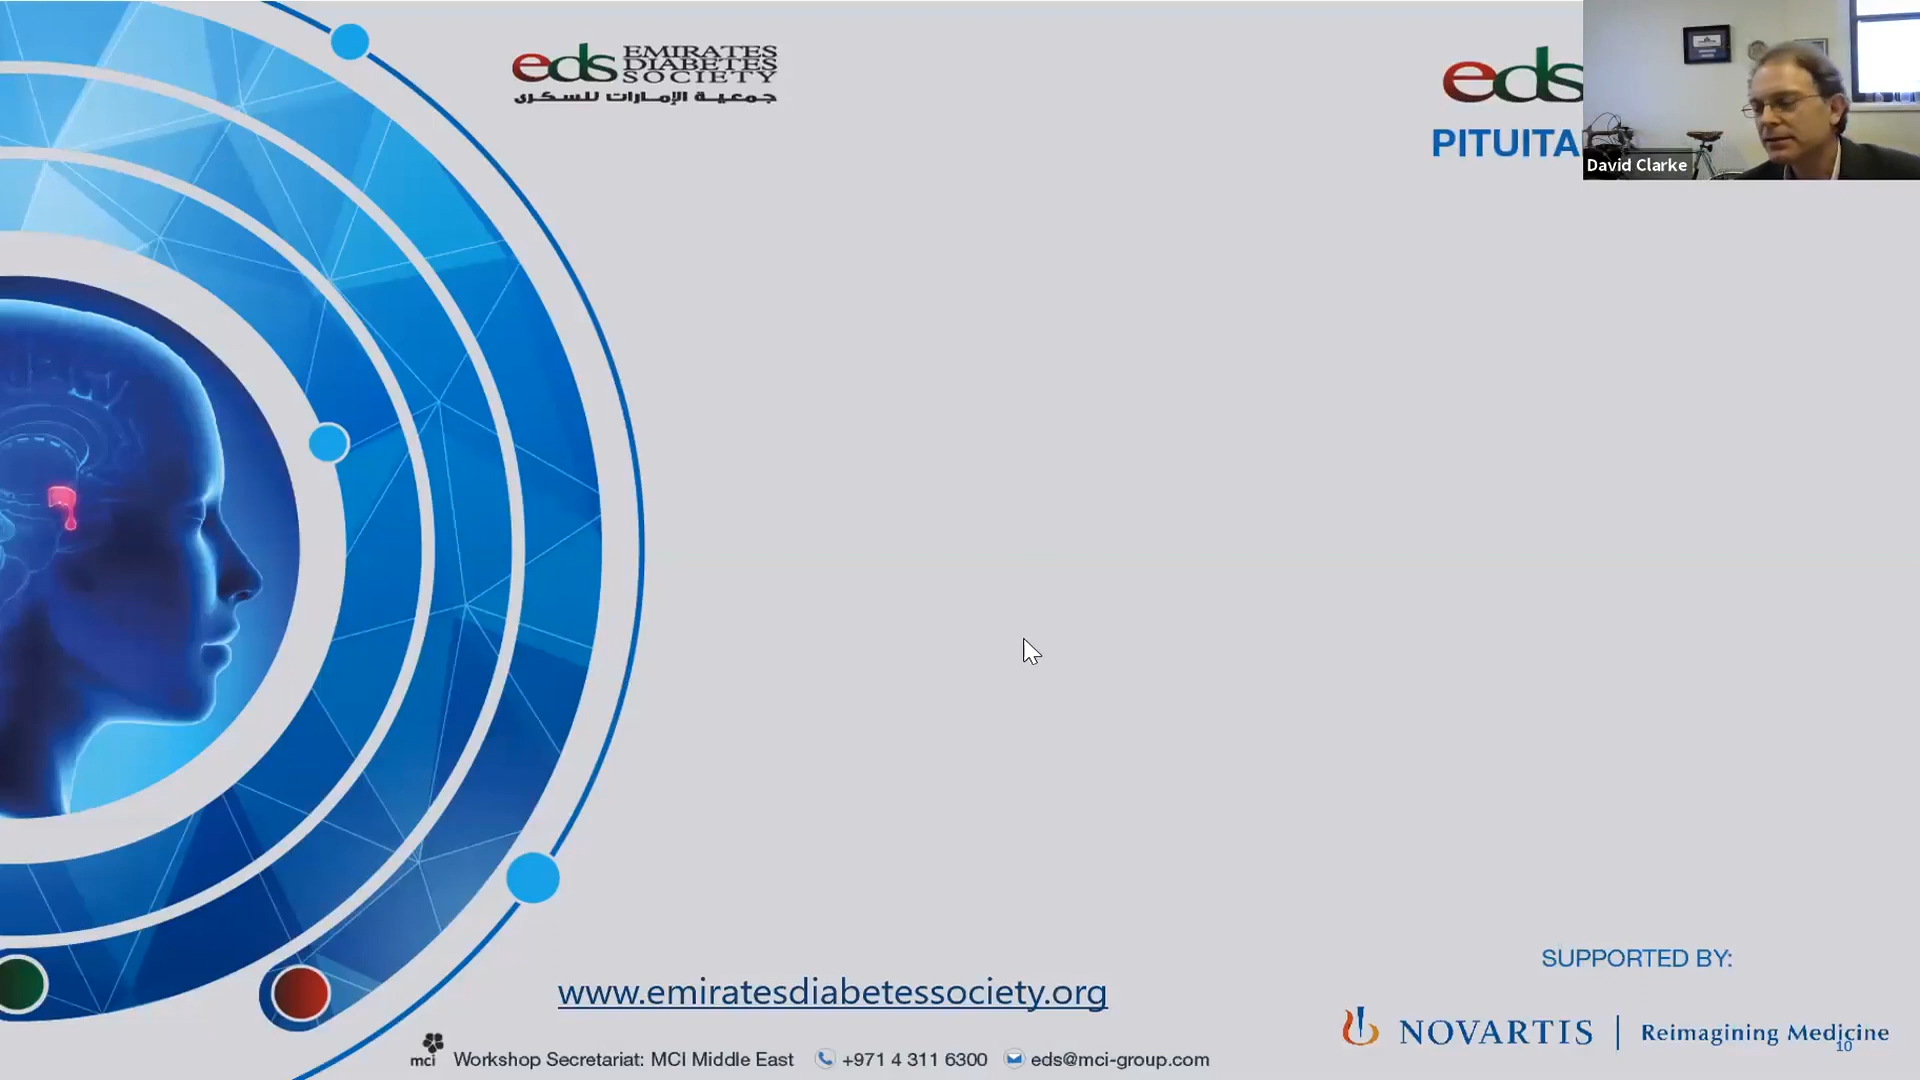 eds EMIRATES
DIABETES
SOCIETY
جمعية الإمارات للسكري
eds
PITUITA
David Clarke
SUPPORTED BY:
www.emiratesdiabetessociety.org
NOVARTIS | Reimagining Medicine
10
mci Workshop Secretariat: MCI Middle East +971 4 311 6300 eds@mci-group.com